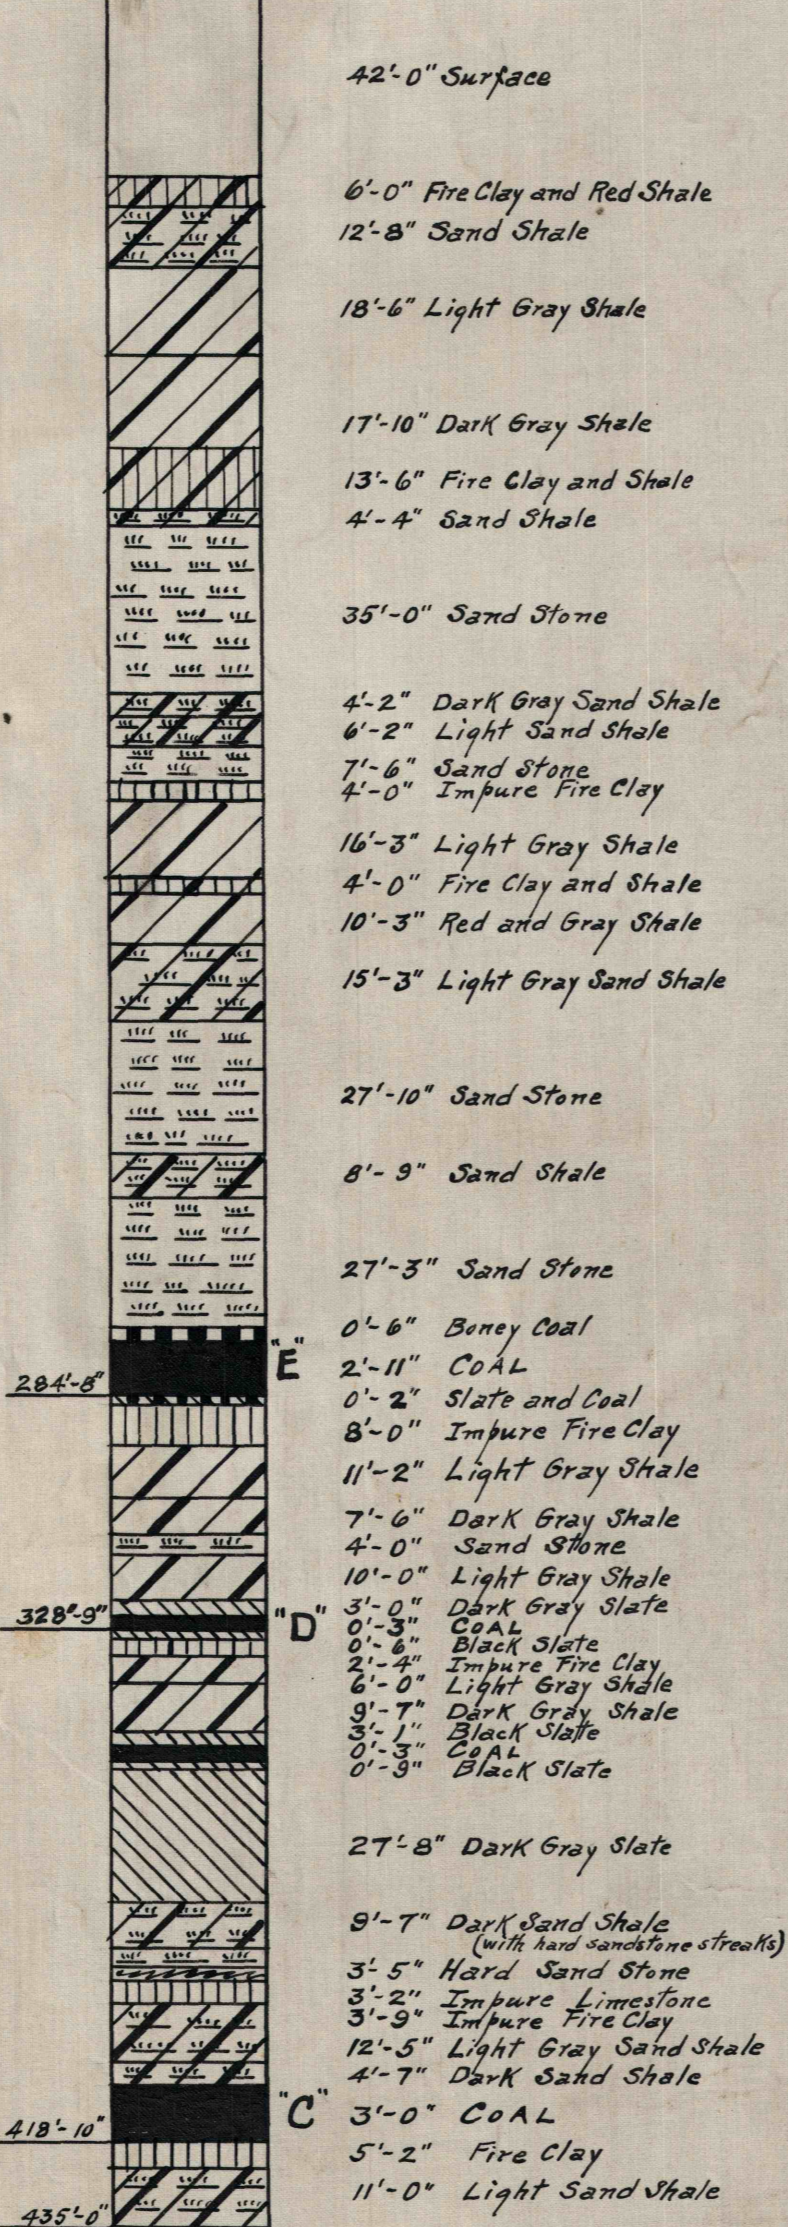 42'-0" Surface
6'-0" Fire Clay and Red Shale
12'-8" Sand Shale
18'-6" Light Gray Shale
17'-10" Dark Gray Shale
13'-6" Fire Clay and Shale
4'-4" Sand Shale
35'-0" Sand Stone
4'-2" Dark Gray Sand Shale
6'-2" Light Sand Shale
7'-6" Sand Stone
4'-0" Impure Fire Clay
16'-3" Light Gray Shale
4'-0" Fire Clay and Shale
10'-3" Red and Gray Shale
15'-3" Light Gray Sand Shale
27'-10" Sand Stone
8'-9" Sand Shale
27'-3" Sand Stone
0'-6" Boney Coal
"E"
2'-11" COAL
284'-8"
0'-2" Slate and Coal
8'-0" Impure Fire Clay
11'-2" Light Gray Shale
7'-6" Dark Gray Shale
4'-0" Sand Stone
10'-0" Light Gray Shale
3'-0" Dark Gray Slate
328'-9"
"D"
0'-3" COAL
0'-6" Black Slate
2'-4" Impure Fire Clay
6'-0" Light Gray Shale
9'-7" Dark Gray Shale
3'-1" Black Slate
0'-3" COAL
0'-9" Black Slate
27'-8" Dark Gray Slate
9'-7" Dark Sand Shale
(with hard sandstone streaks)
3'-5" Hard Sand Stone
3'-2" Impure Limestone
3'-9" Impure Fire Clay
12'-5" Light Gray Sand Shale
4'-7" Dark Sand Shale
"C"
3'-0" COAL
418'-10"
5'-2" Fire Clay
11'-0" Light Sand Shale
435'-0"